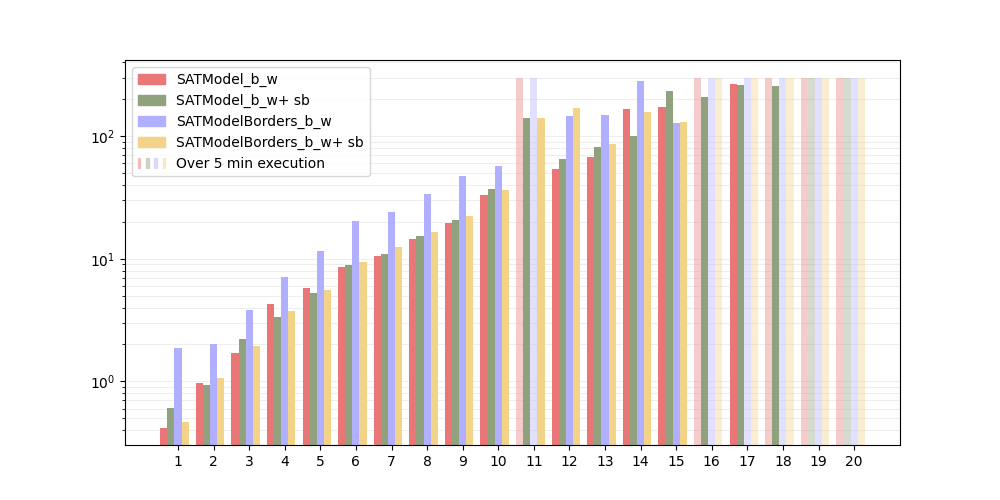 SATModel_b_w
SATModel_b_w+ sb
SATModelBorders_b_w
SATModelBorders_b_w+ sb
Over 5 min execution
10²
10¹
10⁰
1 2 3 4 5 6 7 8 9 10 11 12 13 14 15 16 17 18 19 20